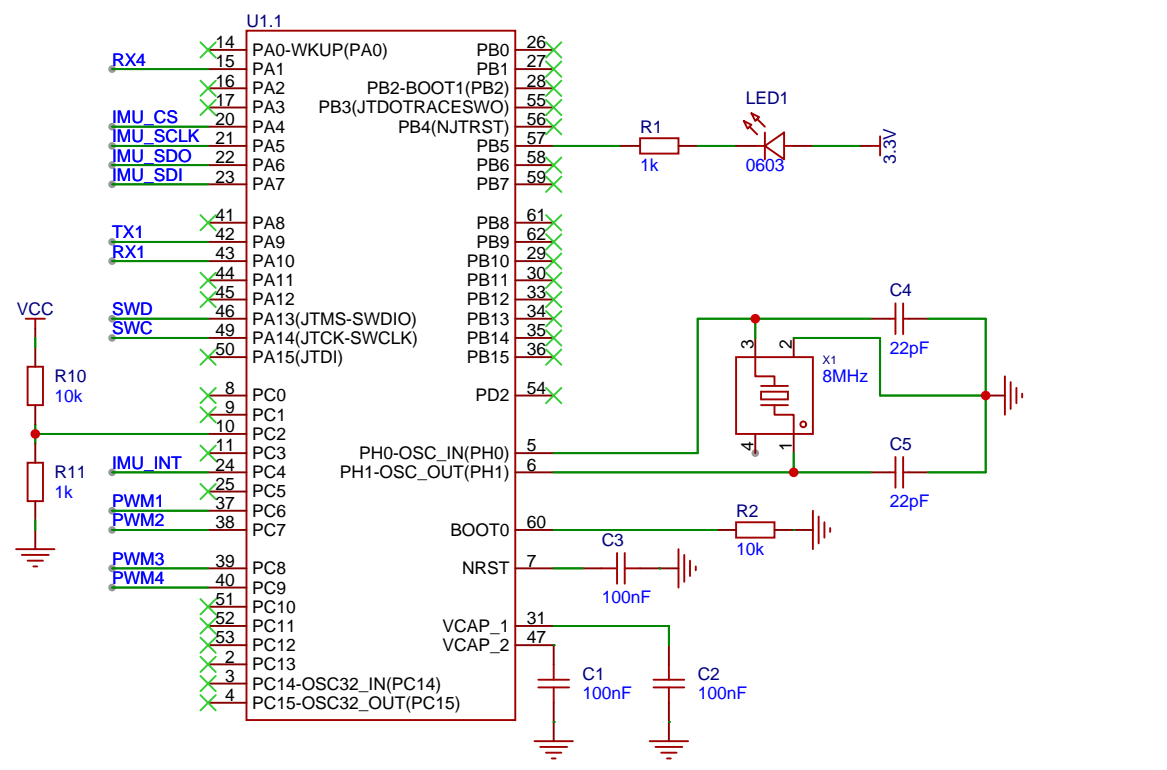 U1.1
14 PA0-WKUP(PA0) PB0 26
RX4 15 PA1 PB1 27
16 PA2 PB2-BOOT1(PB2) 28
17 PA3 PB3(JTDOTRACESWO) 55
IMU_CS 20 PA4 PB4(NJTRST) 56
IMU_SCLK 21 PA5 PB5 57
IMU_SDO 22 PA6 PB6 58
IMU_SDI 23 PA7 PB7 59
41 PA8 PB8 61
TX1 42 PA9 PB9 62
RX1 43 PA10 PB10 29
44 PA11 PB11 30
45 PA12 PB12 33
SWD 46 PA13(JTMS-SWDIO) PB13 34
SWC 49 PA14(JTCK-SWCLK) PB14 35
50 PA15(JTDI) PB15 36
8 PC0 PD2 54
9 PC1
10 PC2
11 PC3 PH0-OSC_IN(PH0) 5
IMU_INT 24 PC4 PH1-OSC_OUT(PH1) 6
25 PC5
PWM1 37 PC6
PWM2 38 PC7 BOOT0 60
PWM3 39 PC8 NRST 7
PWM4 40 PC9
51 PC10
52 PC11 VCAP_1 31
53 PC12 VCAP_2 47
2 PC13
3 PC14-OSC32_IN(PC14)
4 PC15-OSC32_OUT(PC15)
VCC
R10
10k
R11
1k
R1
1k
LED1
0603
3.3V
C4
22pF
3 2
X1
8MHz
4 1
C5
22pF
R2
10k
C3
100nF
C1
100nF
C2
100nF